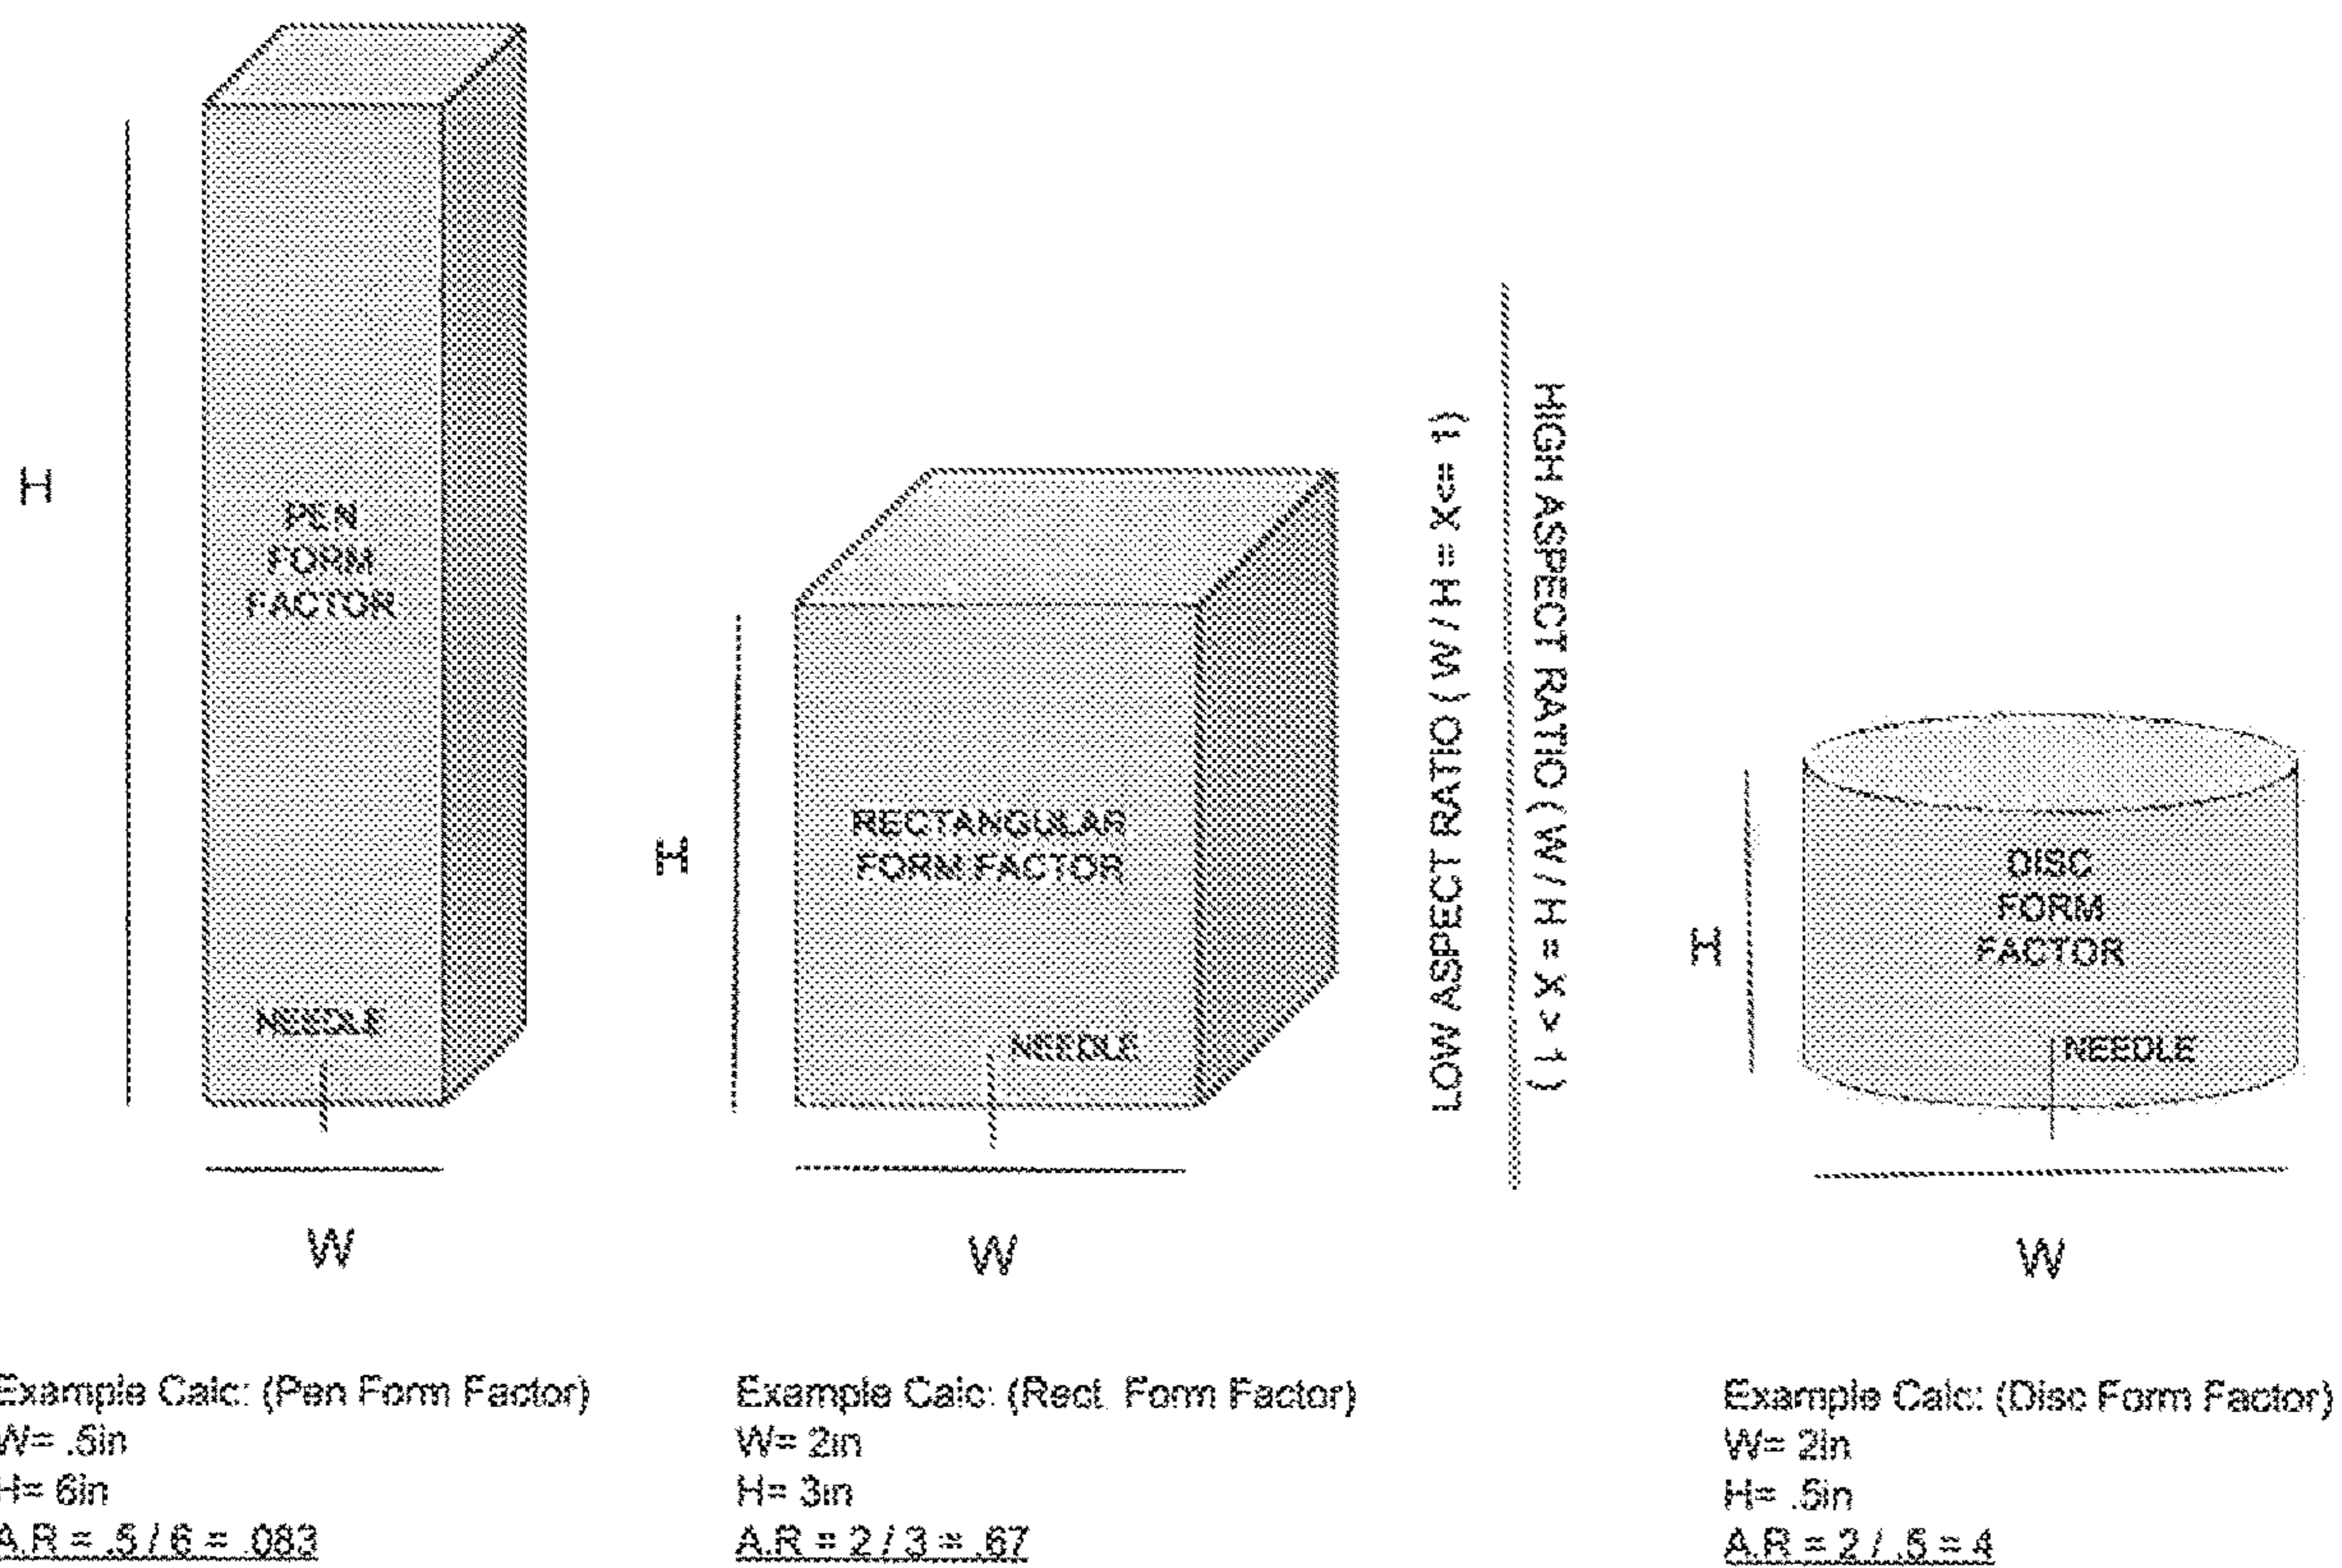 H
PEN
FORM
FACTOR
NEEDLE
W
H
RECTANGULAR
FORM FACTOR
NEEDLE
W
LOW ASPECT RATIO ( W / H = X<= 1)
HIGH ASPECT RATIO ( W / H = X > 1 )
H
DISC
FORM
FACTOR
NEEDLE
W
Example Calc: (Pen Form Factor)
W= .5in
H= 6in
A.R = .5 / 6 = .083
Example Calc: (Rect. Form Factor)
W= 2in
H= 3in
A.R = 2 / 3 = .67
Example Calc: (Disc Form Factor)
W= 2in
H= .5in
A.R = 2 / .5 = 4